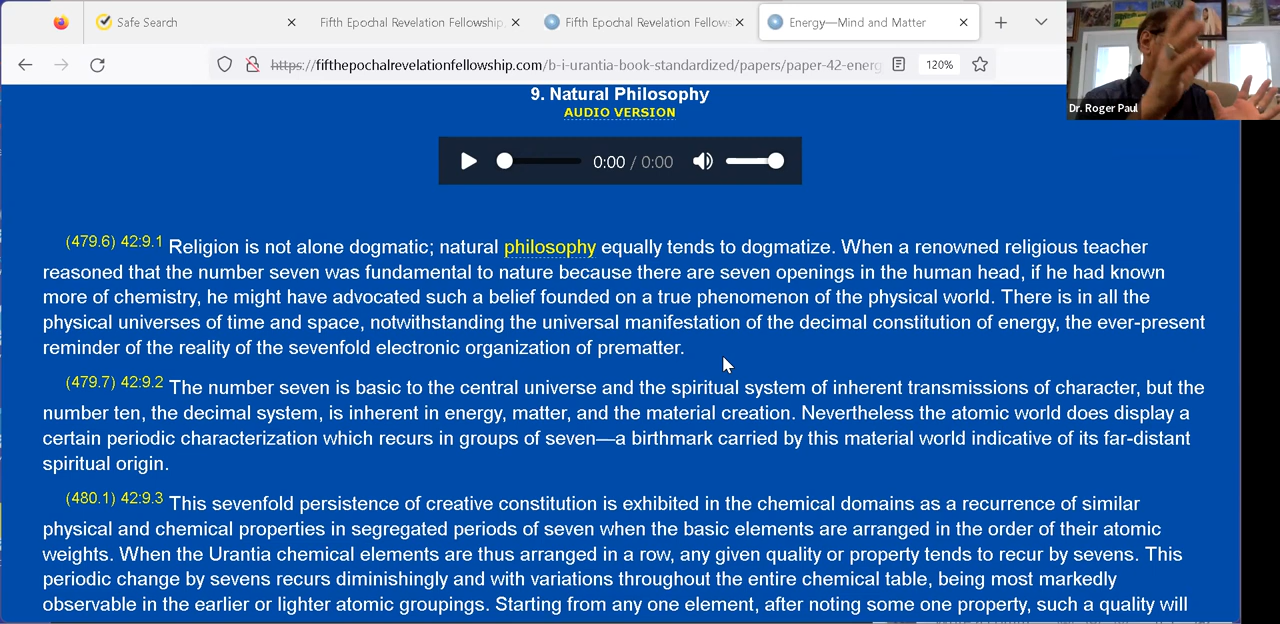 Safe Search
Fifth Epochal Revelation Fellowship
Fifth Epochal Revelation Fellows
Energy—Mind and Matter
https://fifthepochalrevelationfellowship.com/b-i-urantia-book-standardized/papers/paper-42-energ
120%
Dr. Roger Paul
9. Natural Philosophy
AUDIO VERSION
0:00 / 0:00
(479.6) 42:9.1 Religion is not alone dogmatic; natural philosophy equally tends to dogmatize. When a renowned religious teacher
reasoned that the number seven was fundamental to nature because there are seven openings in the human head, if he had known
more of chemistry, he might have advocated such a belief founded on a true phenomenon of the physical world. There is in all the
physical universes of time and space, notwithstanding the universal manifestation of the decimal constitution of energy, the ever-present
reminder of the reality of the sevenfold electronic organization of prematter.
(479.7) 42:9.2 The number seven is basic to the central universe and the spiritual system of inherent transmissions of character, but the
number ten, the decimal system, is inherent in energy, matter, and the material creation. Nevertheless the atomic world does display a
certain periodic characterization which recurs in groups of seven—a birthmark carried by this material world indicative of its far-distant
spiritual origin.
(480.1) 42:9.3 This sevenfold persistence of creative constitution is exhibited in the chemical domains as a recurrence of similar
physical and chemical properties in segregated periods of seven when the basic elements are arranged in the order of their atomic
weights. When the Urantia chemical elements are thus arranged in a row, any given quality or property tends to recur by sevens. This
periodic change by sevens recurs diminishingly and with variations throughout the entire chemical table, being most markedly
observable in the earlier or lighter atomic groupings. Starting from any one element, after noting some one property, such a quality will